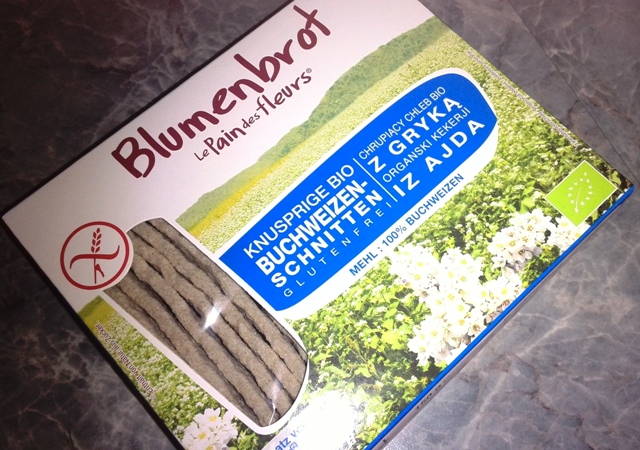 Blumenbrot
Le Pain des fleurs®
KNUSPRIGE BIO
BUCHWEIZEN-
SCHNITTEN
GLUTENFREI
CHRUPIĄCY CHLEB BIO
Z GRYKĄ
ORGANSKI KEKERJI
IZ AJDA
MEHL : 100% BUCHWEIZEN